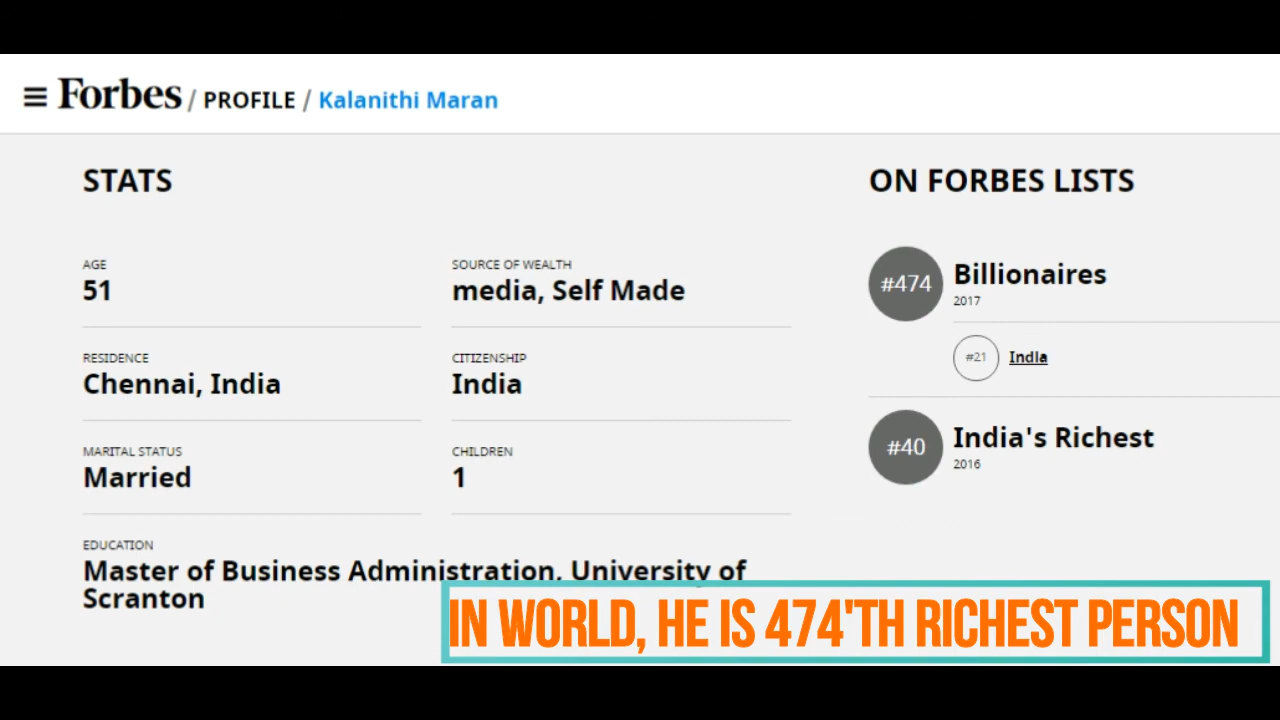 Forbes / PROFILE / Kalanithi Maran
STATS
AGE
51
SOURCE OF WEALTH
media, Self Made
RESIDENCE
Chennai, India
CITIZENSHIP
India
MARITAL STATUS
Married
CHILDREN
1
EDUCATION
Master of Business Administration, University of
Scranton
ON FORBES LISTS
#474 Billionaires
2017
#21 India
#40 India's Richest
2016
IN WORLD, HE IS 474'TH RICHEST PERSON